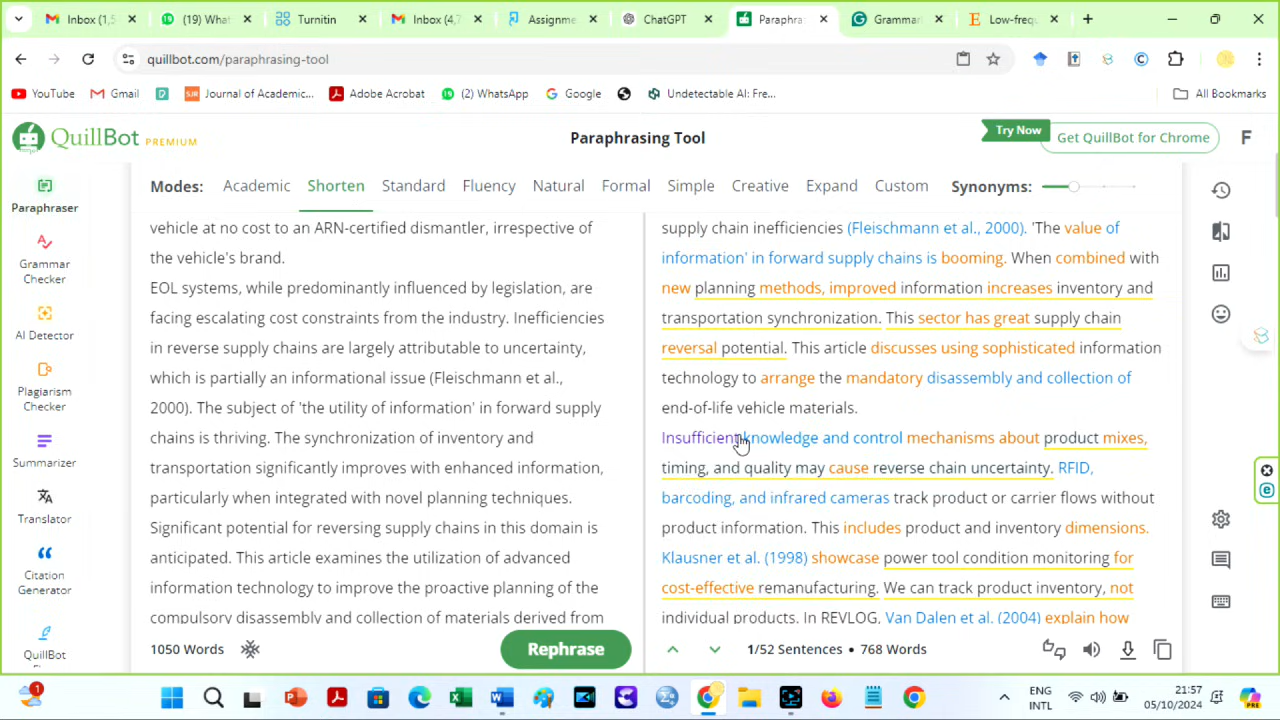 Inbox (1,5
(19) Wha
Turnitin
Inbox (4,7
Assignme
ChatGPT
Paraphra
Grammar
Low-freq
quillbot.com/paraphrasing-tool
YouTube
Gmail
Journal of Academic...
Adobe Acrobat
(2) WhatsApp
Google
Undetectable AI: Fre...
All Bookmarks
QuillBot PREMIUM
Paraphrasing Tool
Try Now
Get QuillBot for Chrome
F
Modes: Academic Shorten Standard Fluency Natural Formal Simple Creative Expand Custom Synonyms:
Paraphraser
Grammar
Checker
AI Detector
Plagiarism
Checker
Summarizer
Translator
Citation
Generator
QuillBot
vehicle at no cost to an ARN-certified dismantler, irrespective of
the vehicle's brand.
EOL systems, while predominantly influenced by legislation, are
facing escalating cost constraints from the industry. Inefficiencies
in reverse supply chains are largely attributable to uncertainty,
which is partially an informational issue (Fleischmann et al.,
2000). The subject of 'the utility of information' in forward supply
chains is thriving. The synchronization of inventory and
transportation significantly improves with enhanced information,
particularly when integrated with novel planning techniques.
Significant potential for reversing supply chains in this domain is
anticipated. This article examines the utilization of advanced
information technology to improve the proactive planning of the
compulsory disassembly and collection of materials derived from
1050 Words
Rephrase
supply chain inefficiencies (Fleischmann et al., 2000). 'The value of
information' in forward supply chains is booming. When combined with
new planning methods, improved information increases inventory and
transportation synchronization. This sector has great supply chain
reversal potential. This article discusses using sophisticated information
technology to arrange the mandatory disassembly and collection of
end-of-life vehicle materials.
Insufficient knowledge and control mechanisms about product mixes,
timing, and quality may cause reverse chain uncertainty. RFID,
barcoding, and infrared cameras track product or carrier flows without
product information. This includes product and inventory dimensions.
Klausner et al. (1998) showcase power tool condition monitoring for
cost-effective remanufacturing. We can track product inventory, not
individual products. In REVLOG, Van Dalen et al. (2004) explain how
1/52 Sentences • 768 Words
1
ENG
INTL
21:57
05/10/2024